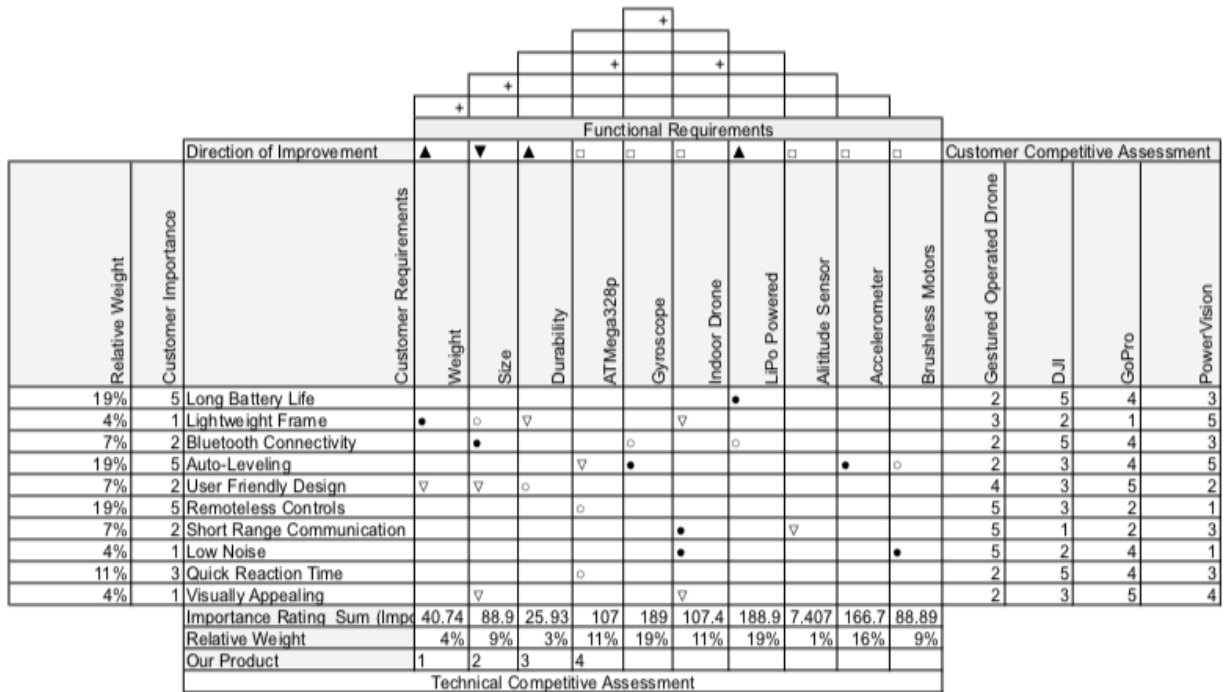 +
+ +
+
+
Functional Requirements
Direction of Improvement ▲ ▼ ▲ □ □ □ ▲ □ □ □ Customer Competitive Assessment
Relative Weight
Customer Importance
Customer Requirements
Weight
Size
Durability
ATMega328p
Gyroscope
Indoor Drone
LiPo Powered
Alititude Sensor
Accelerometer
Brushless Motors
Gestured Operated Drone
DJI
GoPro
PowerVision
19% 5 Long Battery Life ● 2 5 4 3
4% 1 Lightweight Frame ● ○ ▽ ▽ 3 2 1 5
7% 2 Bluetooth Connectivity ● ○ ○ 2 5 4 3
19% 5 Auto-Leveling ▽ ● ● ○ 2 3 4 5
7% 2 User Friendly Design ▽ ▽ ○ 4 3 5 2
19% 5 Remoteless Controls ○ 5 3 2 1
7% 2 Short Range Communication ● ▽ 5 1 2 3
4% 1 Low Noise ● ● 5 2 4 1
11% 3 Quick Reaction Time ○ 2 5 4 3
4% 1 Visually Appealing ▽ ▽ 2 3 5 4
Importance Rating Sum (Impo 40.74 88.9 25.93 107 189 107.4 188.9 7.407 166.7 88.89
Relative Weight 4% 9% 3% 11% 19% 11% 19% 1% 16% 9%
Our Product 1 2 3 4
Technical Competitive Assessment